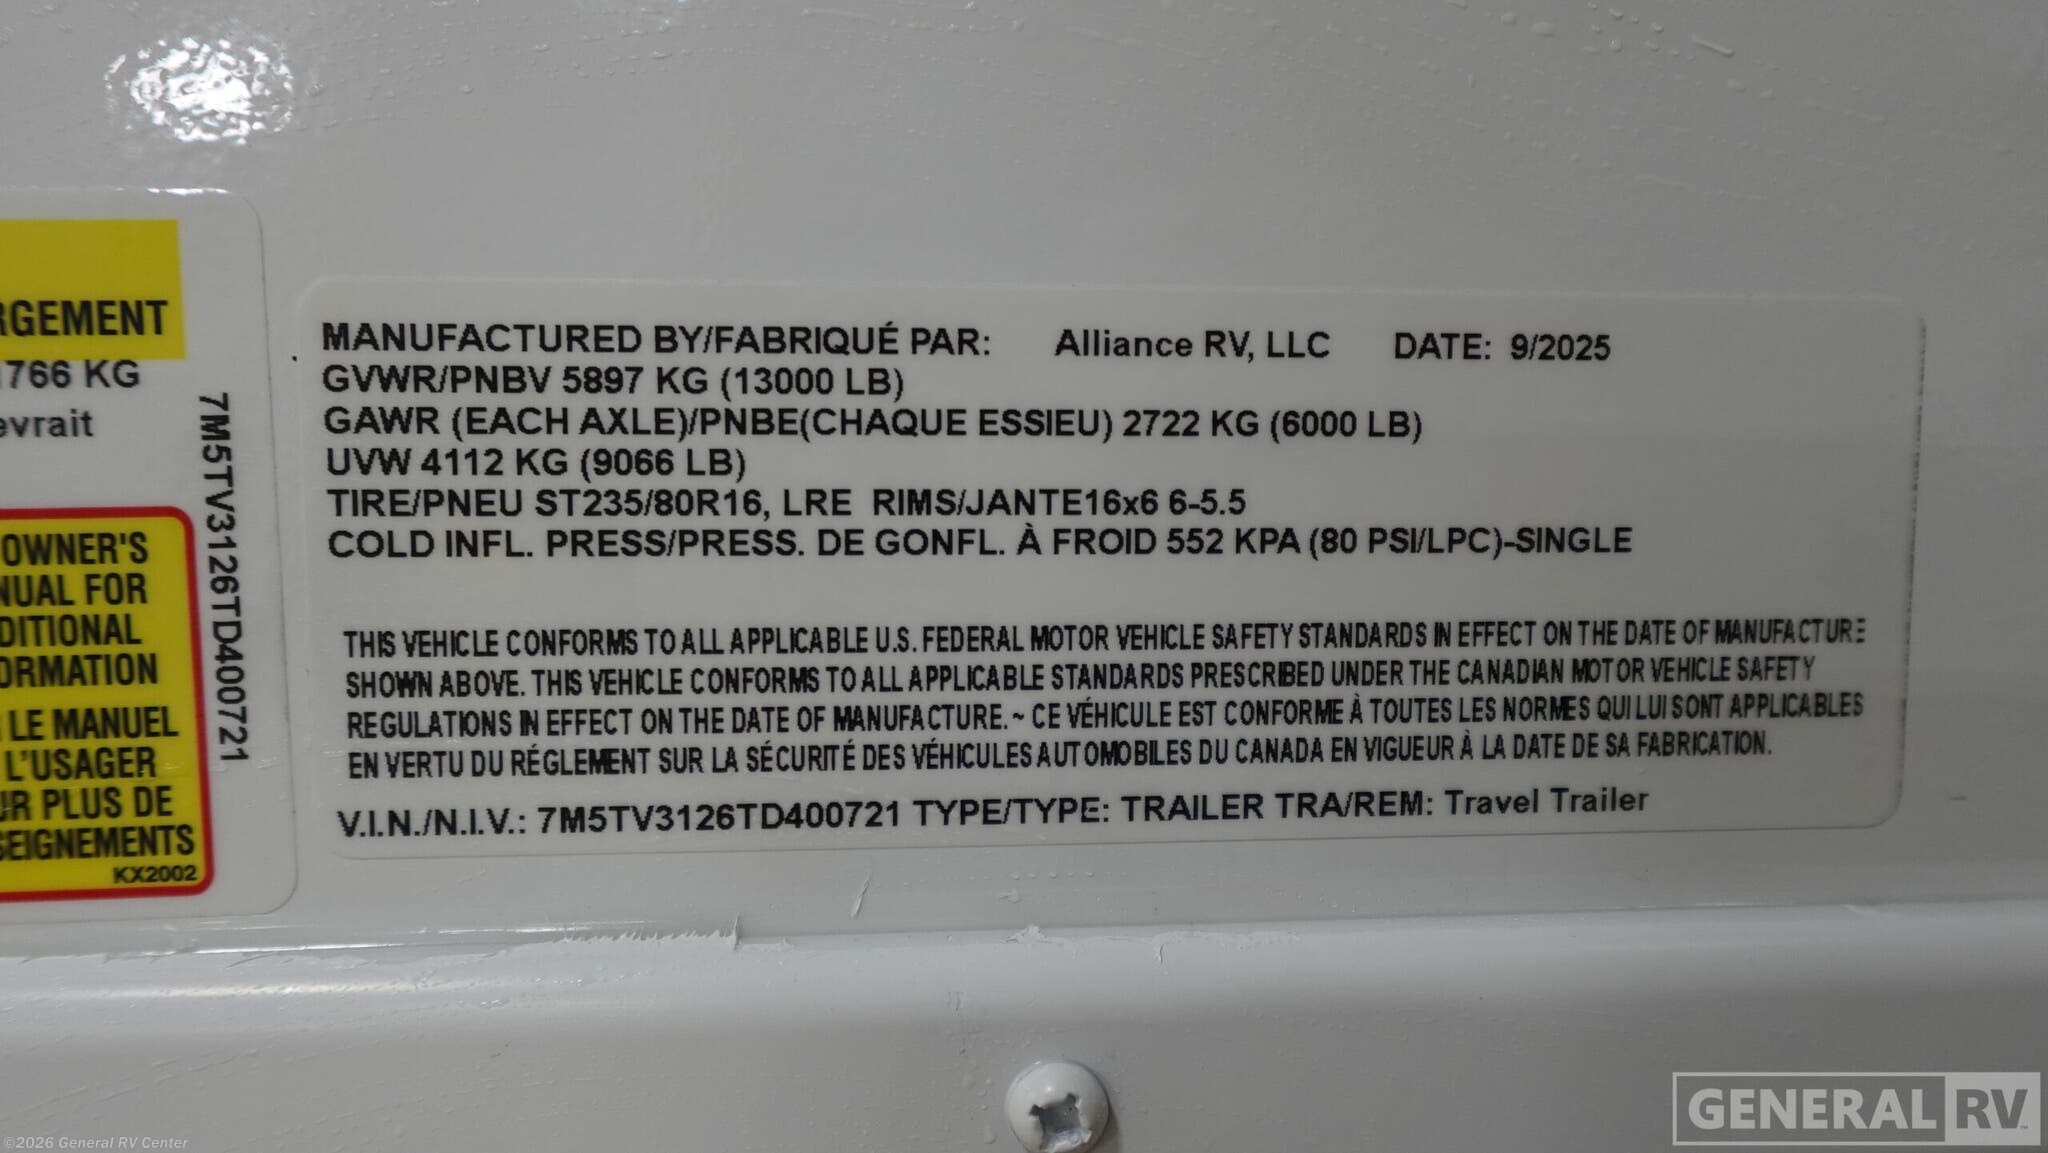 RGEMENT
1766 KG
evrait
OWNER'S
NUAL FOR
DITIONAL
ORMATION
LE MANUEL
L'USAGER
UR PLUS DE
SEIGNEMENTS
KX2002
7M5TV3126TD400721
MANUFACTURED BY/FABRIQUÉ PAR: Alliance RV, LLC DATE: 9/2025
GVWR/PNBV 5897 KG (13000 LB)
GAWR (EACH AXLE)/PNBE(CHAQUE ESSIEU) 2722 KG (6000 LB)
UVW 4112 KG (9066 LB)
TIRE/PNEU ST235/80R16, LRE RIMS/JANTE16x6 6-5.5
COLD INFL. PRESS/PRESS. DE GONFL. À FROID 552 KPA (80 PSI/LPC)-SINGLE
THIS VEHICLE CONFORMS TO ALL APPLICABLE U.S. FEDERAL MOTOR VEHICLE SAFETY STANDARDS IN EFFECT ON THE DATE OF MANUFACTURE
SHOWN ABOVE. THIS VEHICLE CONFORMS TO ALL APPLICABLE STANDARDS PRESCRIBED UNDER THE CANADIAN MOTOR VEHICLE SAFETY
REGULATIONS IN EFFECT ON THE DATE OF MANUFACTURE. ~ CE VÉHICULE EST CONFORME À TOUTES LES NORMES QUI LUI SONT APPLICABLES
EN VERTU DU RÉGLEMENT SUR LA SÉCURITÉ DES VÉHICULES AUTOMOBILES DU CANADA EN VIGUEUR À LA DATE DE SA FABRICATION.
V.I.N./N.I.V.: 7M5TV3126TD400721 TYPE/TYPE: TRAILER TRA/REM: Travel Trailer
GENERAL RV
©2026 General RV Center